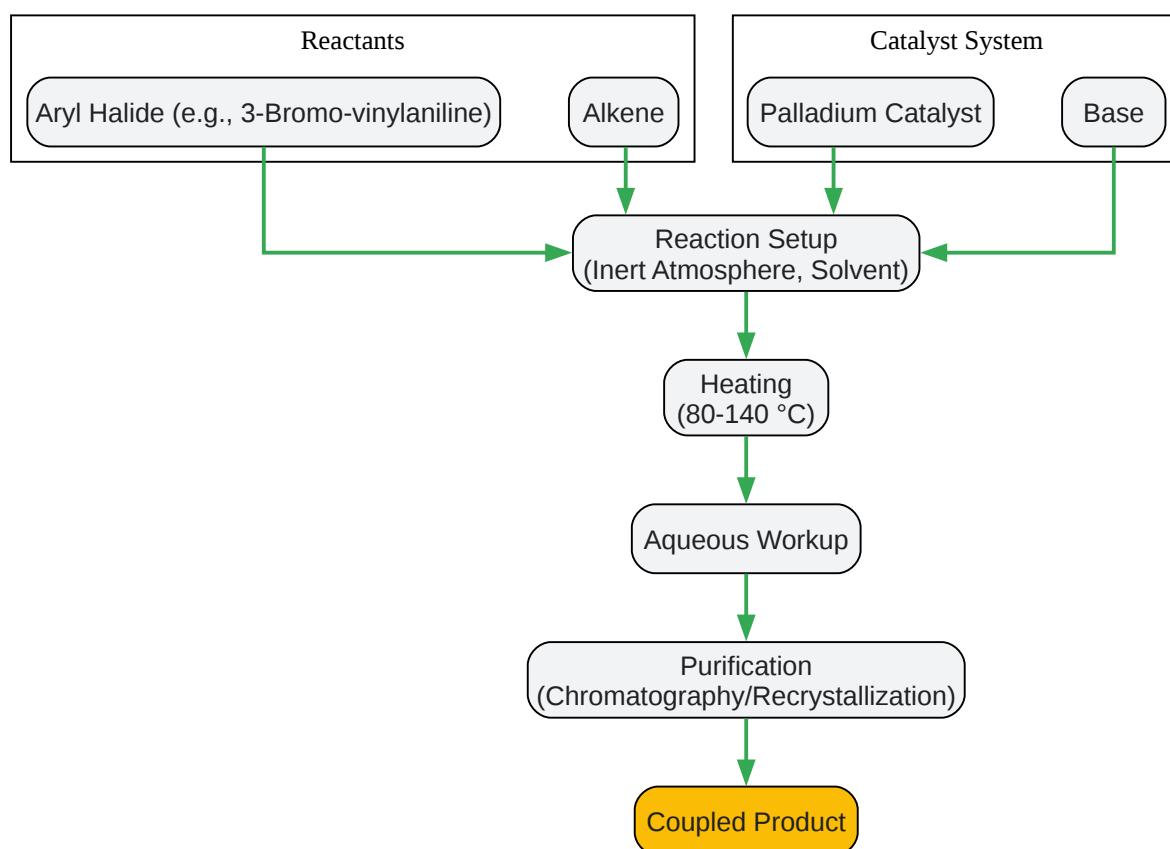 Reactants
Catalyst System
Aryl Halide (e.g., 3-Bromo-vinylaniline)
Alkene
Palladium Catalyst
Base
Reaction Setup
(Inert Atmosphere, Solvent)
Heating
(80-140 °C)
Aqueous Workup
Purification
(Chromatography/Recrystallization)
Coupled Product